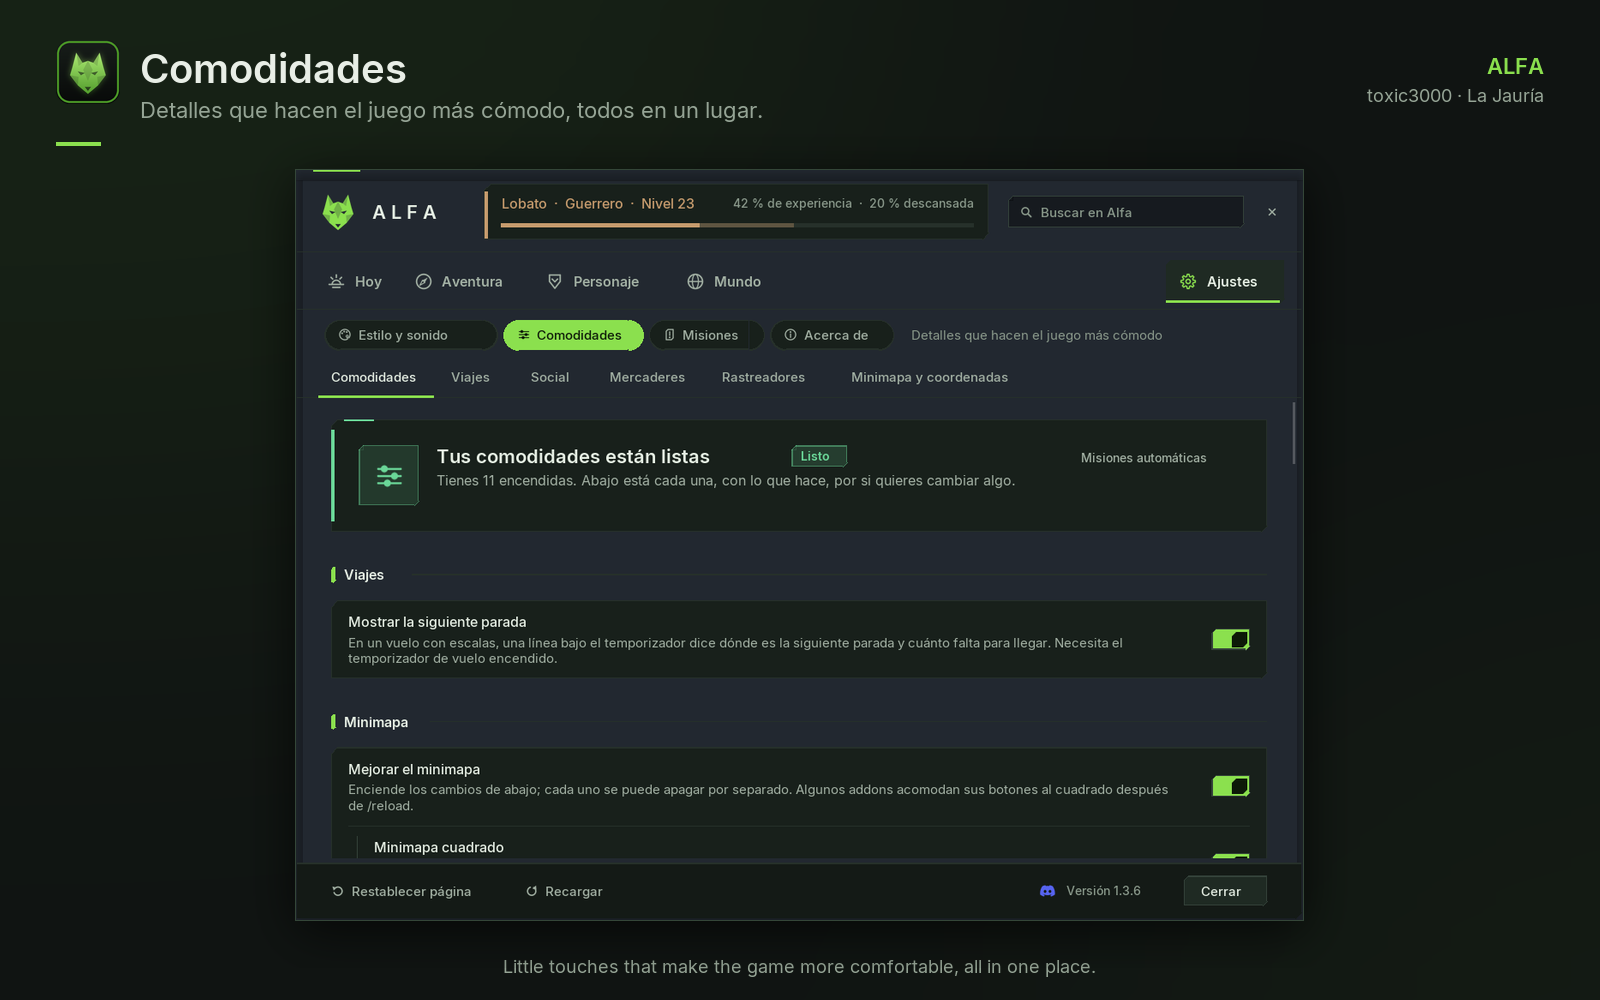 Comodidades
Detalles que hacen el juego más cómodo, todos en un lugar.
ALFA
toxic3000 · La Jauría
ALFA
Lobato · Guerrero · Nivel 23
42 % de experiencia · 20 % descansada
Buscar en Alfa
×
Hoy
Aventura
Personaje
Mundo
Ajustes
Estilo y sonido
Comodidades
Misiones
Acerca de
Detalles que hacen el juego más cómodo
Comodidades
Viajes
Social
Mercaderes
Rastreadores
Minimapa y coordenadas
Tus comodidades están listas
Listo
Misiones automáticas
Tienes 11 encendidas. Abajo está cada una, con lo que hace, por si quieres cambiar algo.
Viajes
Mostrar la siguiente parada
En un vuelo con escalas, una línea bajo el temporizador dice dónde es la siguiente parada y cuánto falta para llegar. Necesita el
temporizador de vuelo encendido.
Minimapa
Mejorar el minimapa
Enciende los cambios de abajo; cada uno se puede apagar por separado. Algunos addons acomodan sus botones al cuadrado después
de /reload.
Minimapa cuadrado
Restablecer página
Recargar
Versión 1.3.6
Cerrar
Little touches that make the game more comfortable, all in one place.